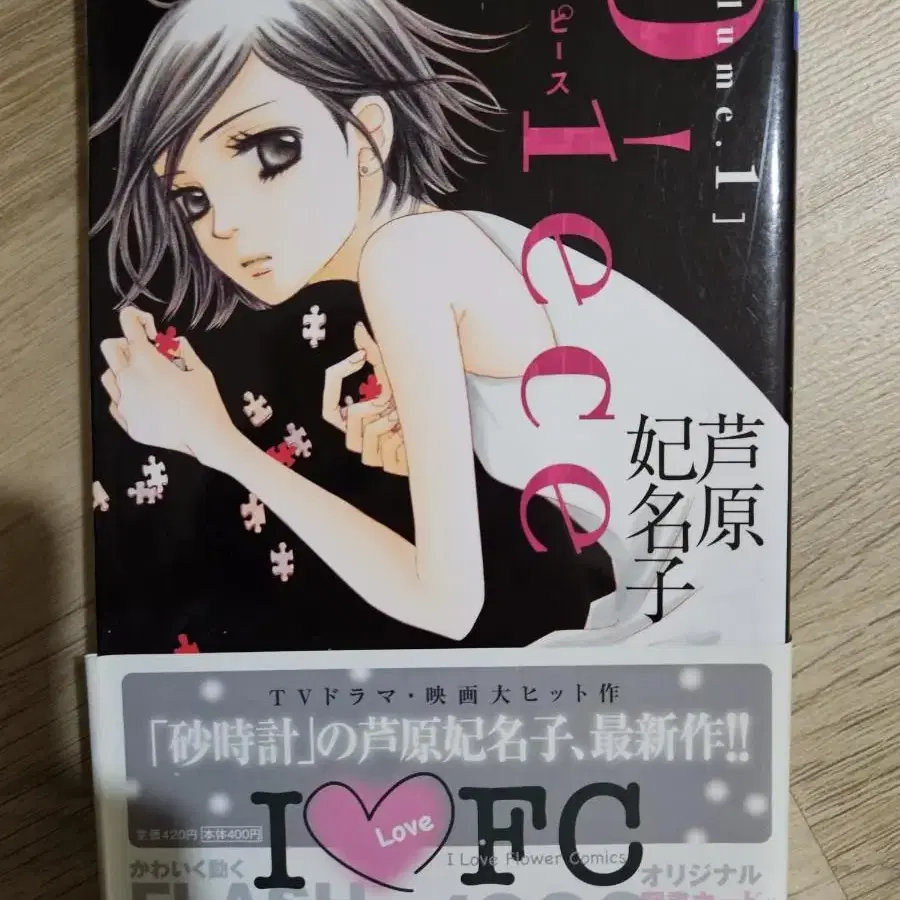 lume.1]
ピース
Piece
芦原
妃名子
TVドラマ・映画大ヒット作
「砂時計」の芦原妃名子、最新作!!
I Love FC
I Love Flower Comics
定価420円 本体400円
かわいく動く
オリジナル
FLASH